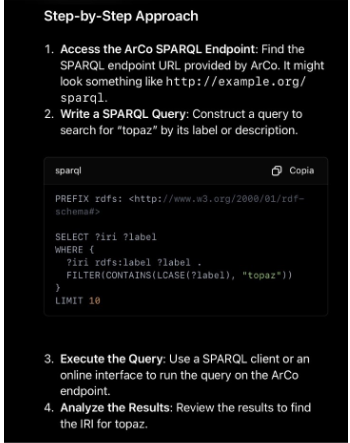 Step-by-Step Approach
1. Access the ArCo SPARQL Endpoint: Find the
SPARQL endpoint URL provided by ArCo. It might
look something like http://example.org/
sparql.
2. Write a SPARQL Query: Construct a query to
search for "topaz" by its label or description.
sparql Copia
PREFIX rdfs: <http://www.w3.org/2000/01/rdf-
schema#>
SELECT ?iri ?label
WHERE {
?iri rdfs:label ?label .
FILTER(CONTAINS(LCASE(?label), "topaz"))
}
LIMIT 10
3. Execute the Query: Use a SPARQL client or an
online interface to run the query on the ArCo
endpoint.
4. Analyze the Results: Review the results to find
the IRI for topaz.